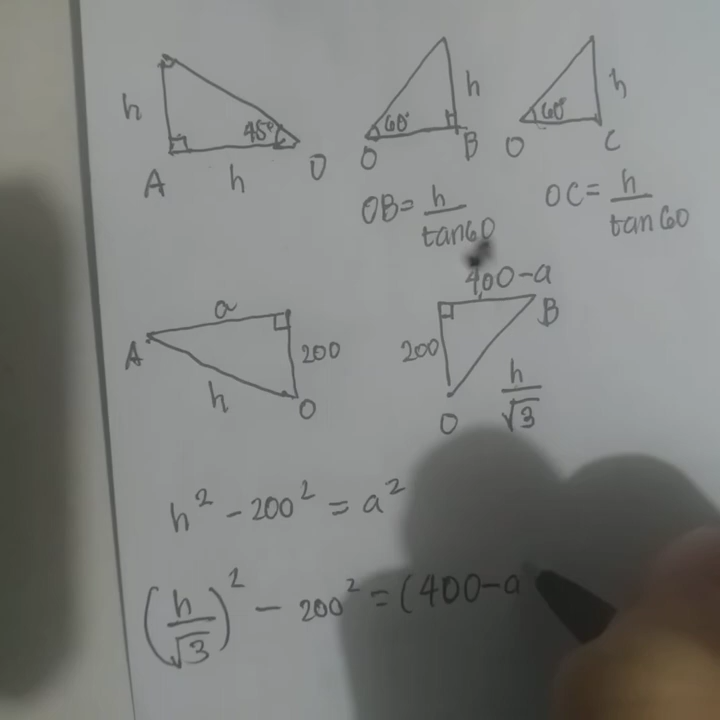 h 45° h 60° h 60°
A h O O B O C
OB = h/tan60 OC = h/tan60
a 400-a
A 200 200 B
h O O h/√3
h² - 200² = a²
(h/√3)² - 200² = (400-a